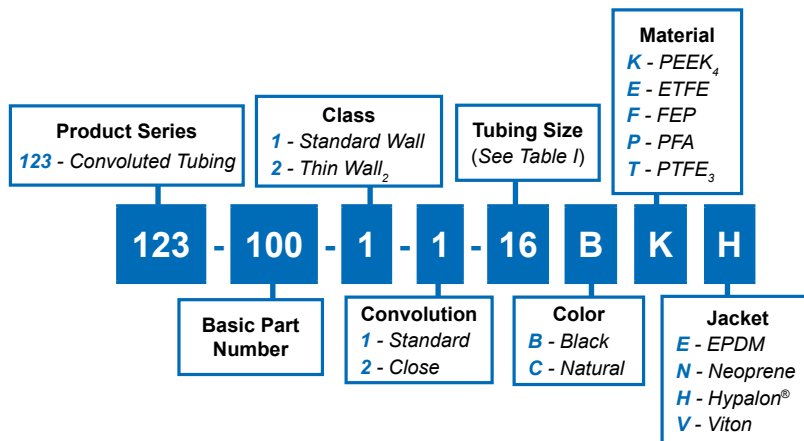 Material
K - PEEK4
E - ETFE
F - FEP
P - PFA
T - PTFE3
Class
1 - Standard Wall
2 - Thin Wall2
Product Series
123 - Convoluted Tubing
Tubing Size
(See Table I)
123 - 100 - 1 - 1 - 16 B K H
Basic Part
Number
Convolution
1 - Standard
2 - Close
Color
B - Black
C - Natural
Jacket
E - EPDM
N - Neoprene
H - Hypalon®
V - Viton